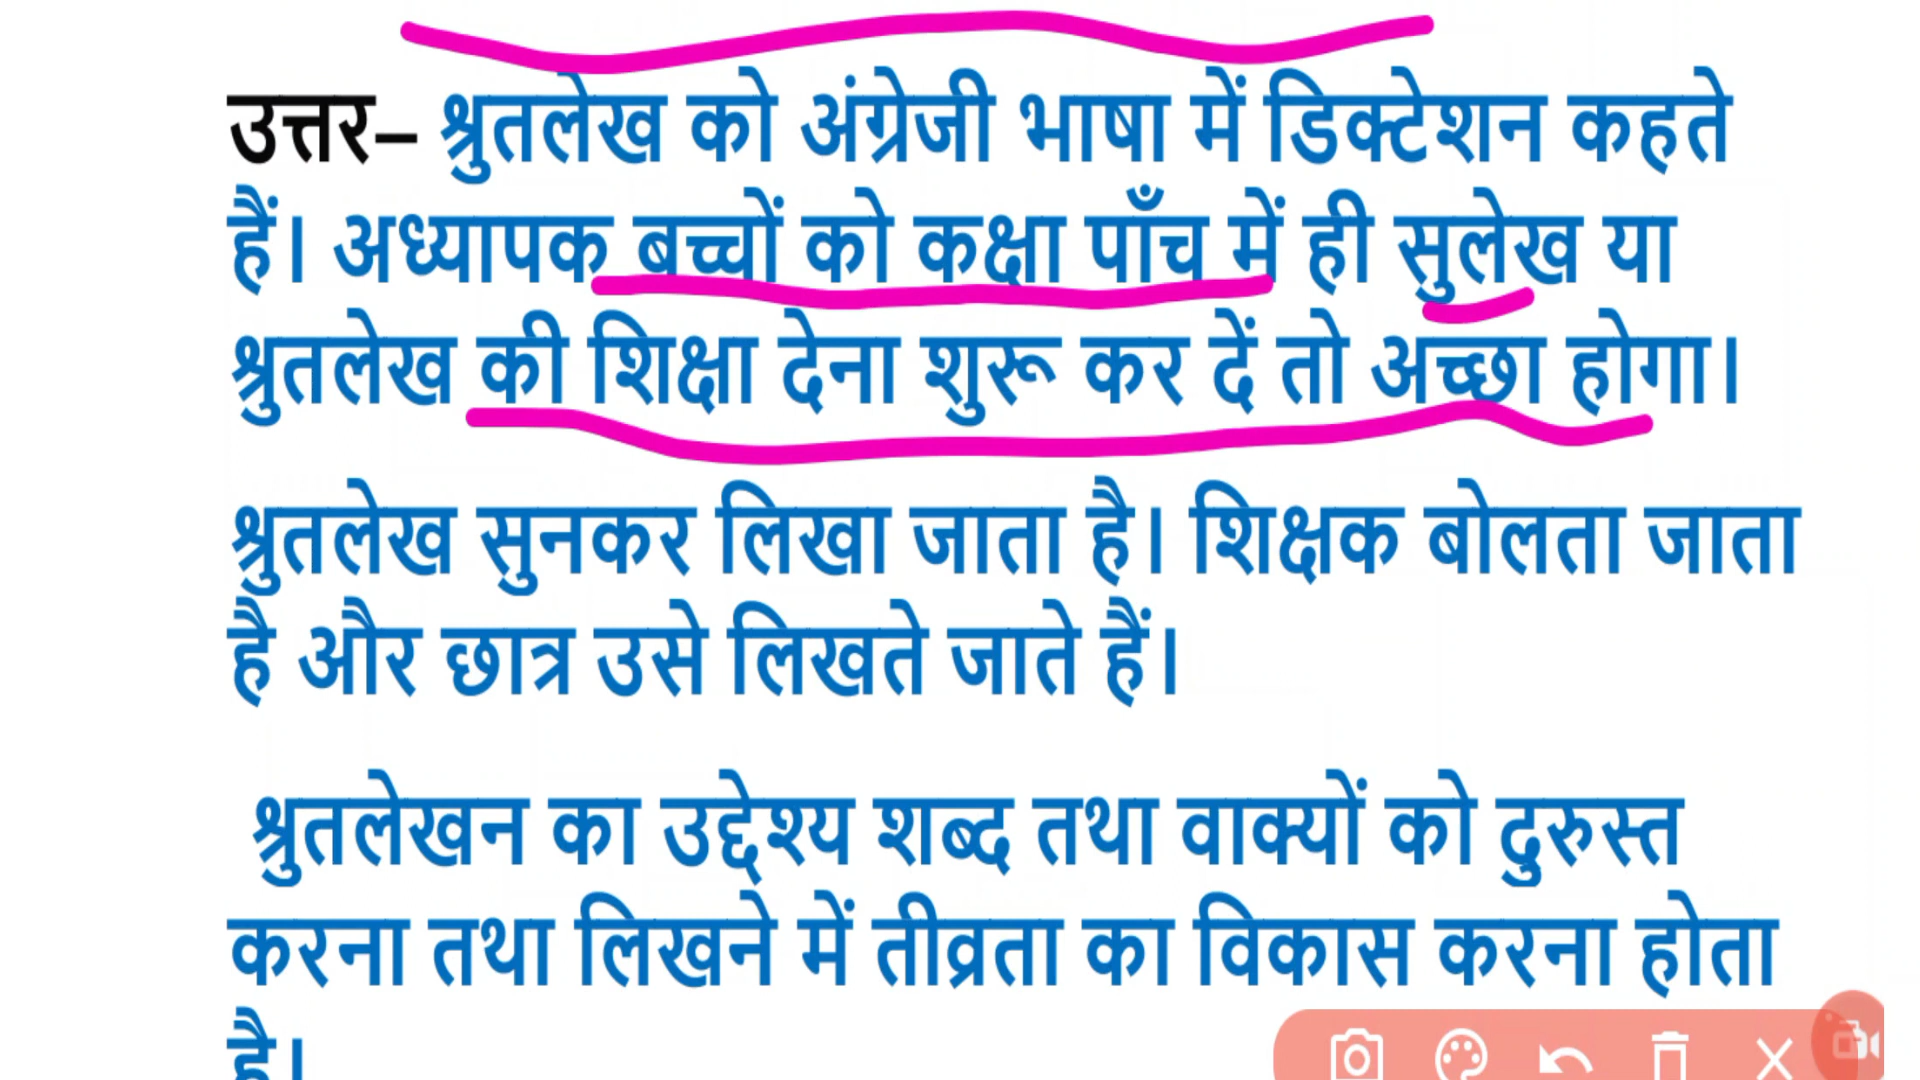 उत्तर– श्रुतलेख को अंग्रेजी भाषा में डिक्टेशन कहते
हैं। अध्यापक बच्चों को कक्षा पाँच में ही सुलेख या
श्रुतलेख की शिक्षा देना शुरू कर दें तो अच्छा होगा।
श्रुतलेख सुनकर लिखा जाता है। शिक्षक बोलता जाता
है और छात्र उसे लिखते जाते हैं।
श्रुतलेखन का उद्देश्य शब्द तथा वाक्यों को दुरुस्त
करना तथा लिखने में तीव्रता का विकास करना होता
है।